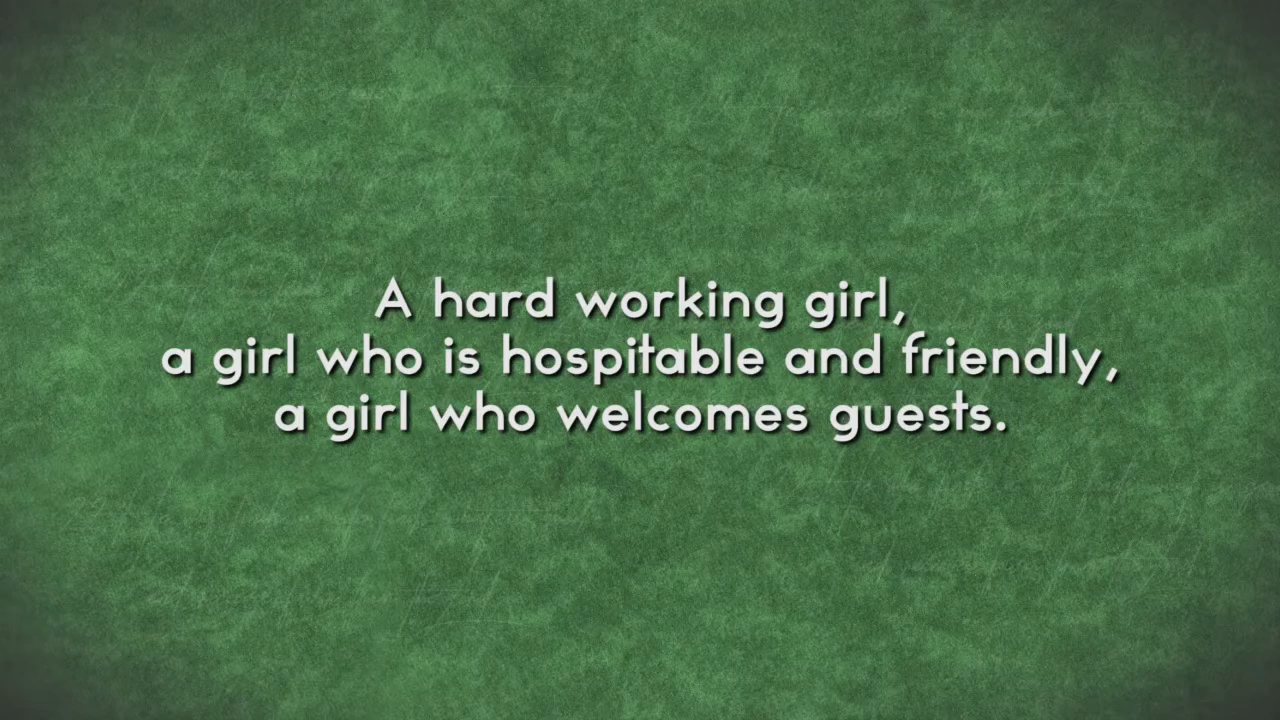 A hard working girl,
a girl who is hospitable and friendly,
a girl who welcomes guests.